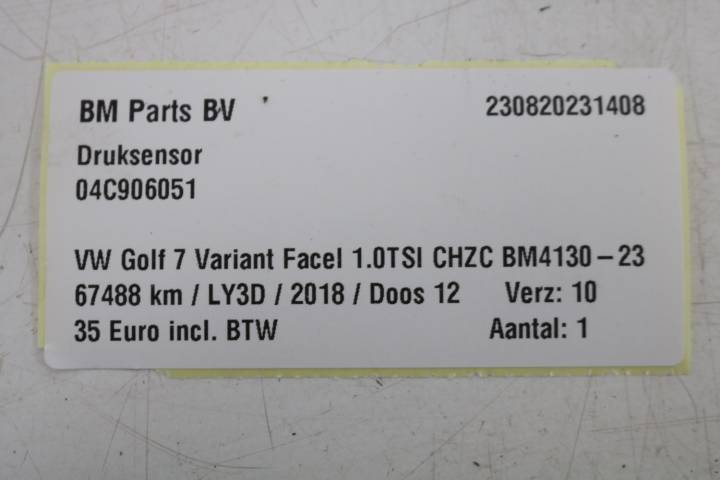 BM Parts BV 230820231408
Druksensor
04C906051
VW Golf 7 Variant Facel 1.0TSI CHZC BM4130-23
67488 km / LY3D / 2018 / Doos 12 Verz: 10
35 Euro incl. BTW Aantal: 1